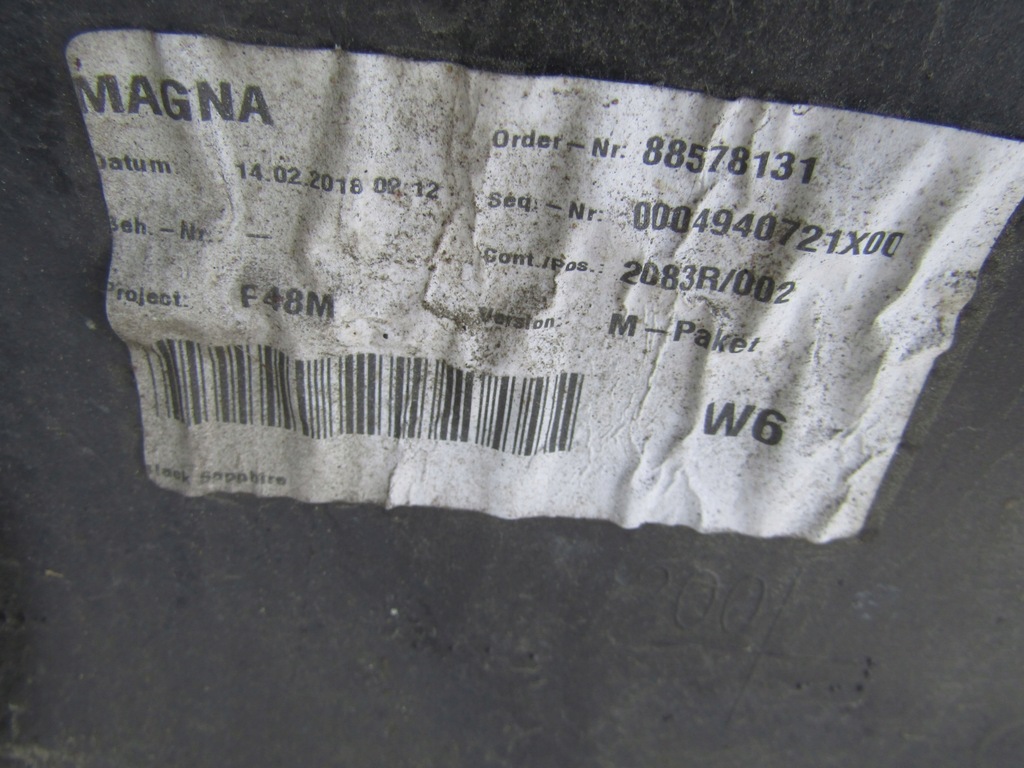 MAGNA
Datum 14.02.2018 02:12
Beh.-Nr.: —
Project: F48M
Order-Nr: 88578131
Seq.-Nr: 0004940721X00
Cont./Pos.: 2083R/002
Version: M-Paket
W6
Black Sapphire